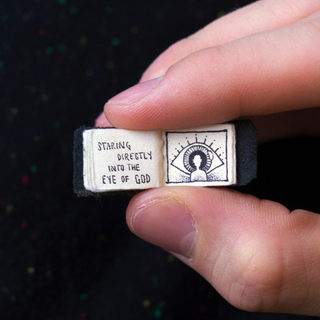 STARING
DIRECTLY
INTO THE
EYE OF GOD